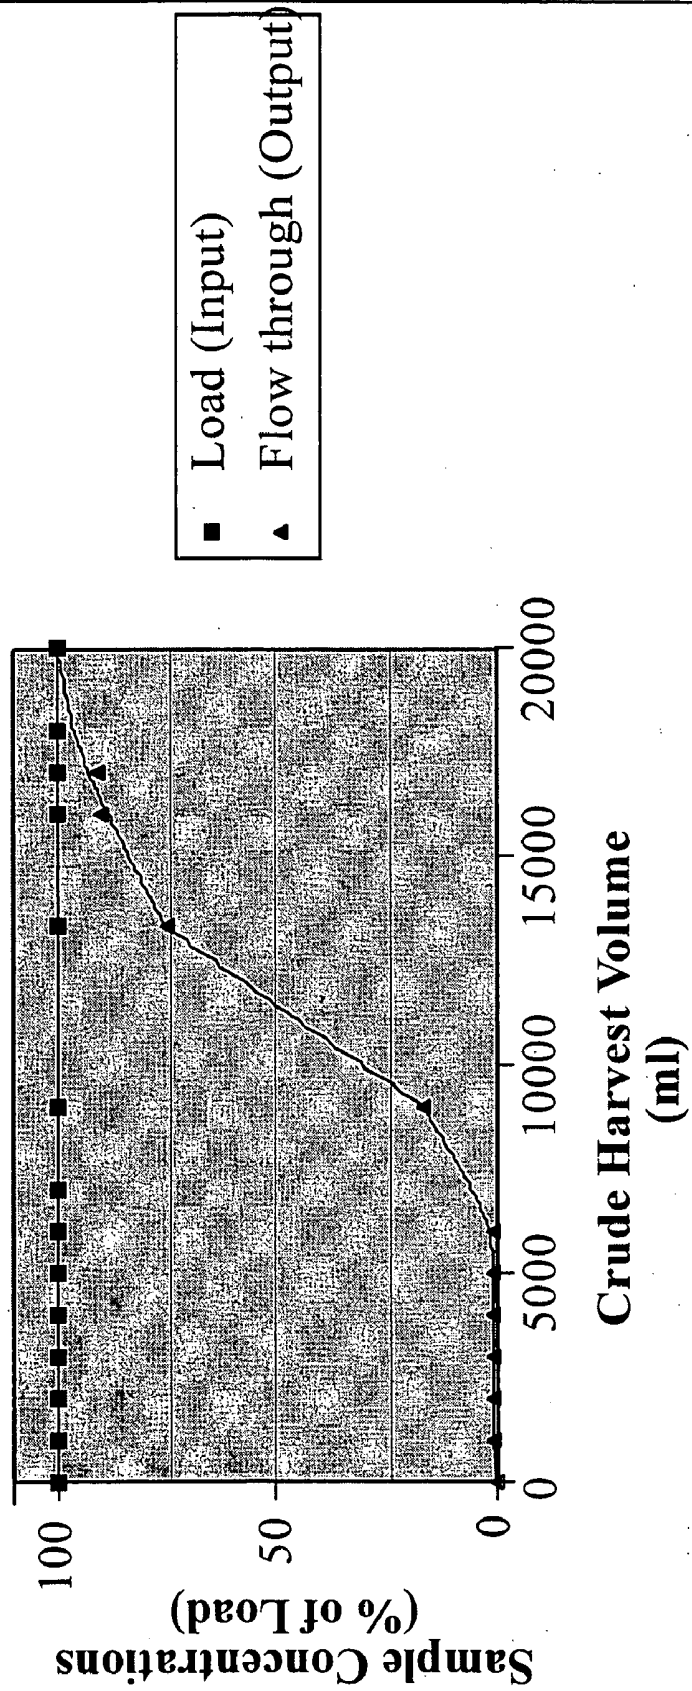 Sample Concentrations
(% of Load)
100
50
0
0
5000
10000
15000
20000
Crude Harvest Volume
(ml)
Load (Input)
Flow through (Output)